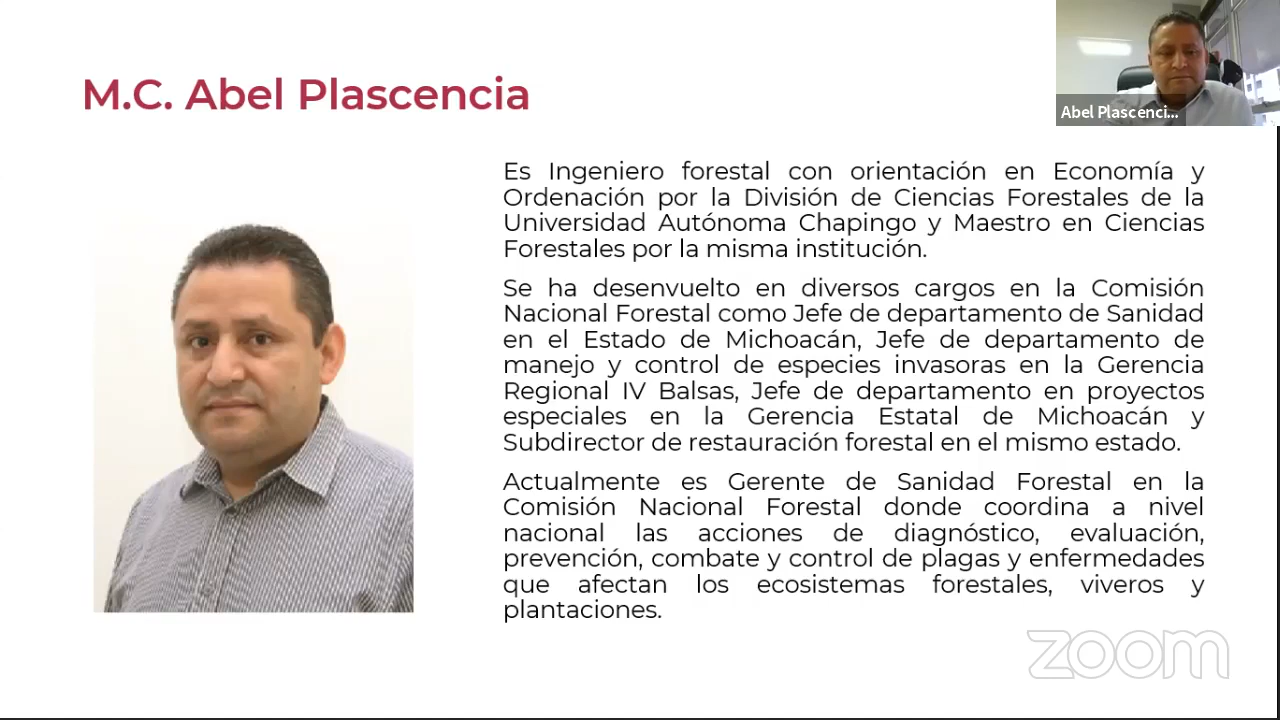 M.C. Abel Plascencia
Abel Plascenci...
Es Ingeniero forestal con orientación en Economía y
Ordenación por la División de Ciencias Forestales de la
Universidad Autónoma Chapingo y Maestro en Ciencias
Forestales por la misma institución.
Se ha desenvuelto en diversos cargos en la Comisión
Nacional Forestal como Jefe de departamento de Sanidad
en el Estado de Michoacán, Jefe de departamento de
manejo y control de especies invasoras en la Gerencia
Regional IV Balsas, Jefe de departamento en proyectos
especiales en la Gerencia Estatal de Michoacán y
Subdirector de restauración forestal en el mismo estado.
Actualmente es Gerente de Sanidad Forestal en la
Comisión Nacional Forestal donde coordina a nivel
nacional las acciones de diagnóstico, evaluación,
prevención, combate y control de plagas y enfermedades
que afectan los ecosistemas forestales, viveros y
plantaciones.
zoom